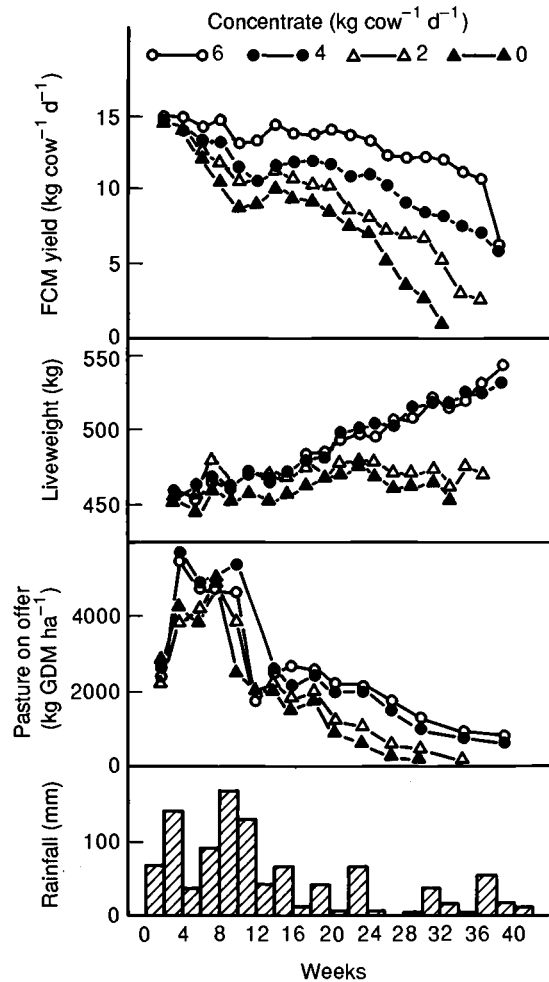 Concentrate (kg cow⁻¹ d⁻¹)
6 4 2 0
FCM yield (kg cow⁻¹ d⁻¹)
15
10
5
0
Liveweight (kg)
550
500
450
Pasture on offer
(kg GDM ha⁻¹)
4000
2000
0
Rainfall (mm)
100
0
0 4 8 12 16 20 24 28 32 36 40
Weeks